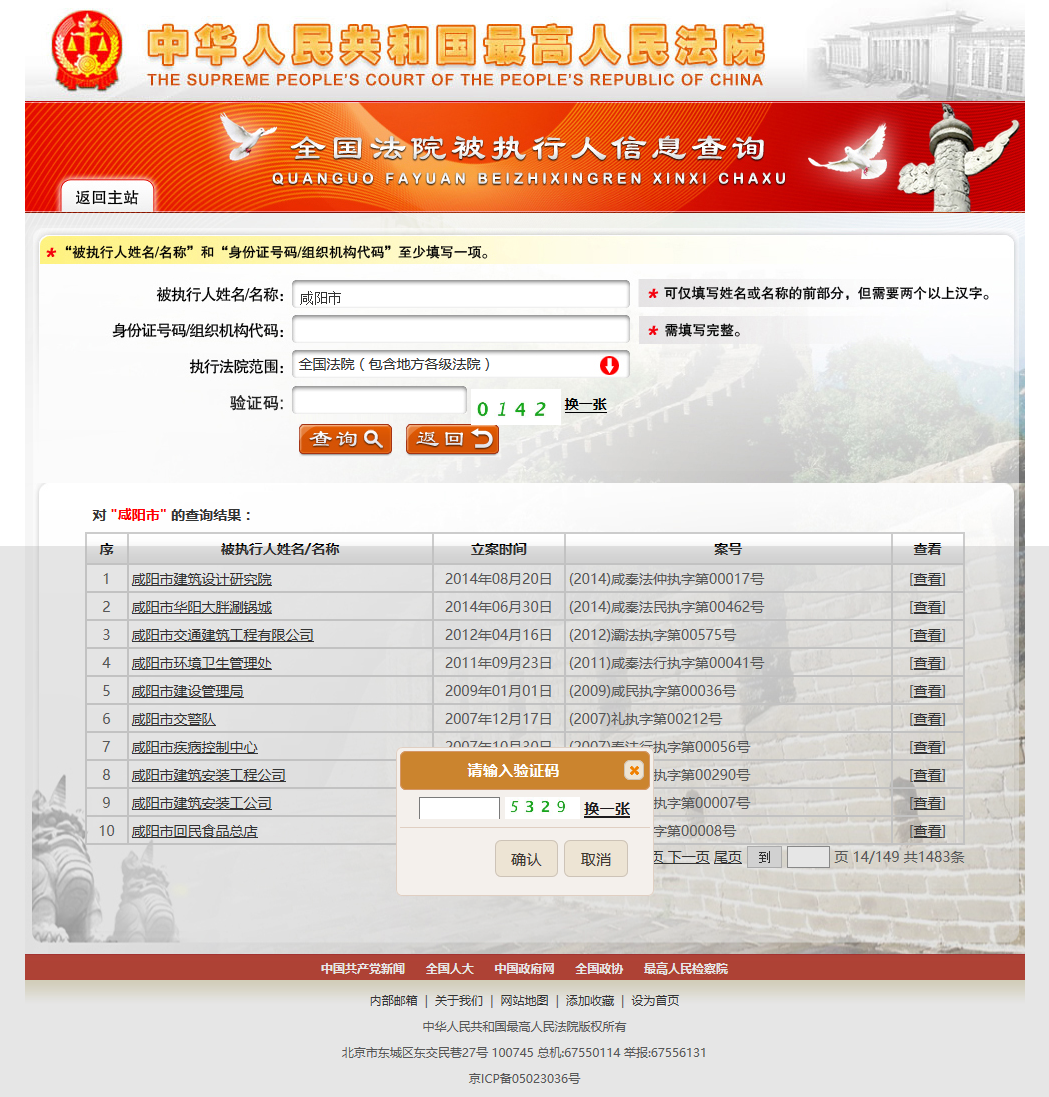 中华人民共和国最高人民法院
THE SUPREME PEOPLE'S COURT OF THE PEOPLE'S REPUBLIC OF CHINA
全国法院被执行人信息查询
QUANGUO FAYUAN BEIZHIXINGREN XINXI CHAXU
返回主站
* “被执行人姓名/名称”和“身份证号码/组织机构代码”至少填写一项。
被执行人姓名/名称: 咸阳市 * 可仅填写姓名或名称的前部分，但需要两个以上汉字。
身份证号码/组织机构代码: * 需填写完整。
执行法院范围: 全国法院（包含地方各级法院）
验证码: 0142 换一张
查询 返回
对 "咸阳市" 的查询结果：
序 被执行人姓名/名称 立案时间 案号 查看
1 咸阳市建筑设计研究院 2014年08月20日 (2014)咸秦法仲执字第00017号 [查看]
2 咸阳市华阳大胖涮锅城 2014年06月30日 (2014)咸秦法民执字第00462号 [查看]
3 咸阳市交通建筑工程有限公司 2012年04月16日 (2012)灞法执字第00575号 [查看]
4 咸阳市环境卫生管理处 2011年09月23日 (2011)咸秦法行执字第00041号 [查看]
5 咸阳市建设管理局 2009年01月01日 (2009)咸民执字第00036号 [查看]
6 咸阳市交警队 2007年12月17日 (2007)礼执字第00212号 [查看]
7 咸阳市疾病控制中心 2007年10月30日 (2007)秦法执字第00056号 [查看]
请输入验证码
8 咸阳市建筑安装工程公司 字第00290号 [查看]
9 咸阳市建筑安装工公司 字第00007号 [查看]
5329 换一张
10 咸阳市回民食品总店 字第00008号 [查看]
确认 取消
页 下一页 尾页 到 页 14/149 共1483条
中国共产党新闻 全国人大 中国政府网 全国政协 最高人民检察院
内部邮箱 | 关于我们 | 网站地图 | 添加收藏 | 设为首页
中华人民共和国最高人民法院版权所有
北京市东城区东交民巷27号 100745 总机:67550114 举报:67556131
京ICP备05023036号